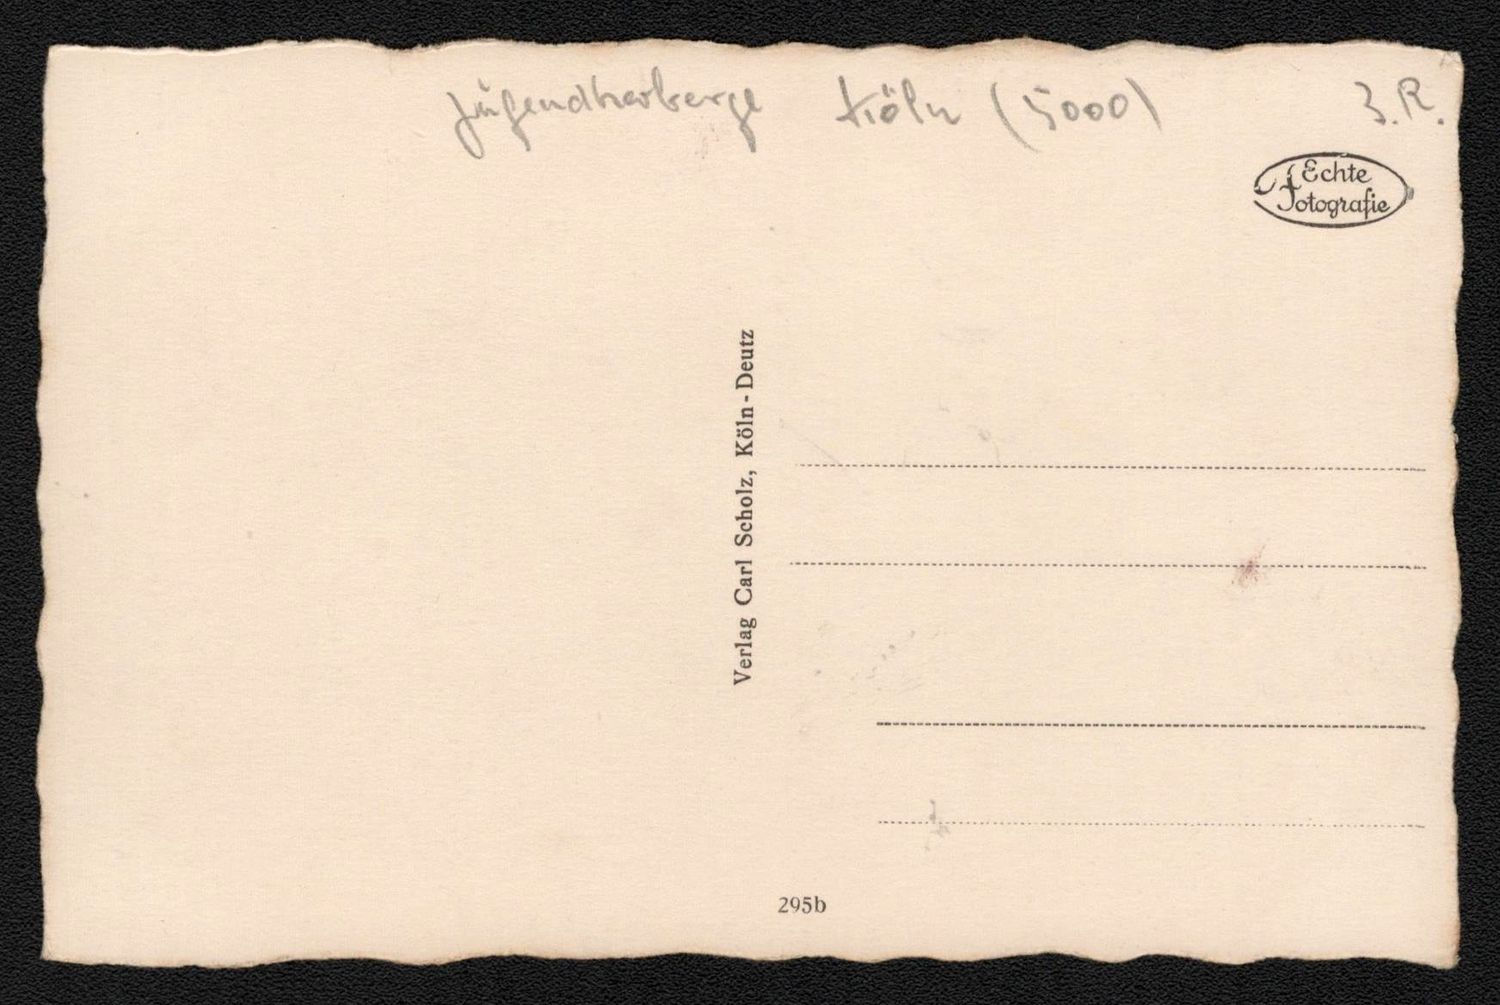 Jugendherberge Köln (5000) 3.R.
Echte
Fotografie
Verlag Carl Scholz, Köln-Deutz
295b